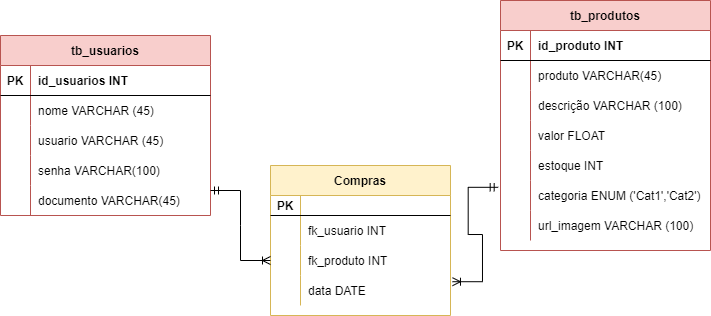 tb_usuarios
PK id_usuarios INT
nome VARCHAR (45)
usuario VARCHAR (45)
senha VARCHAR(100)
documento VARCHAR(45)
Compras
PK
fk_usuario INT
fk_produto INT
data DATE
tb_produtos
PK id_produto INT
produto VARCHAR(45)
descrição VARCHAR (100)
valor FLOAT
estoque INT
categoria ENUM ('Cat1','Cat2')
url_imagem VARCHAR (100)